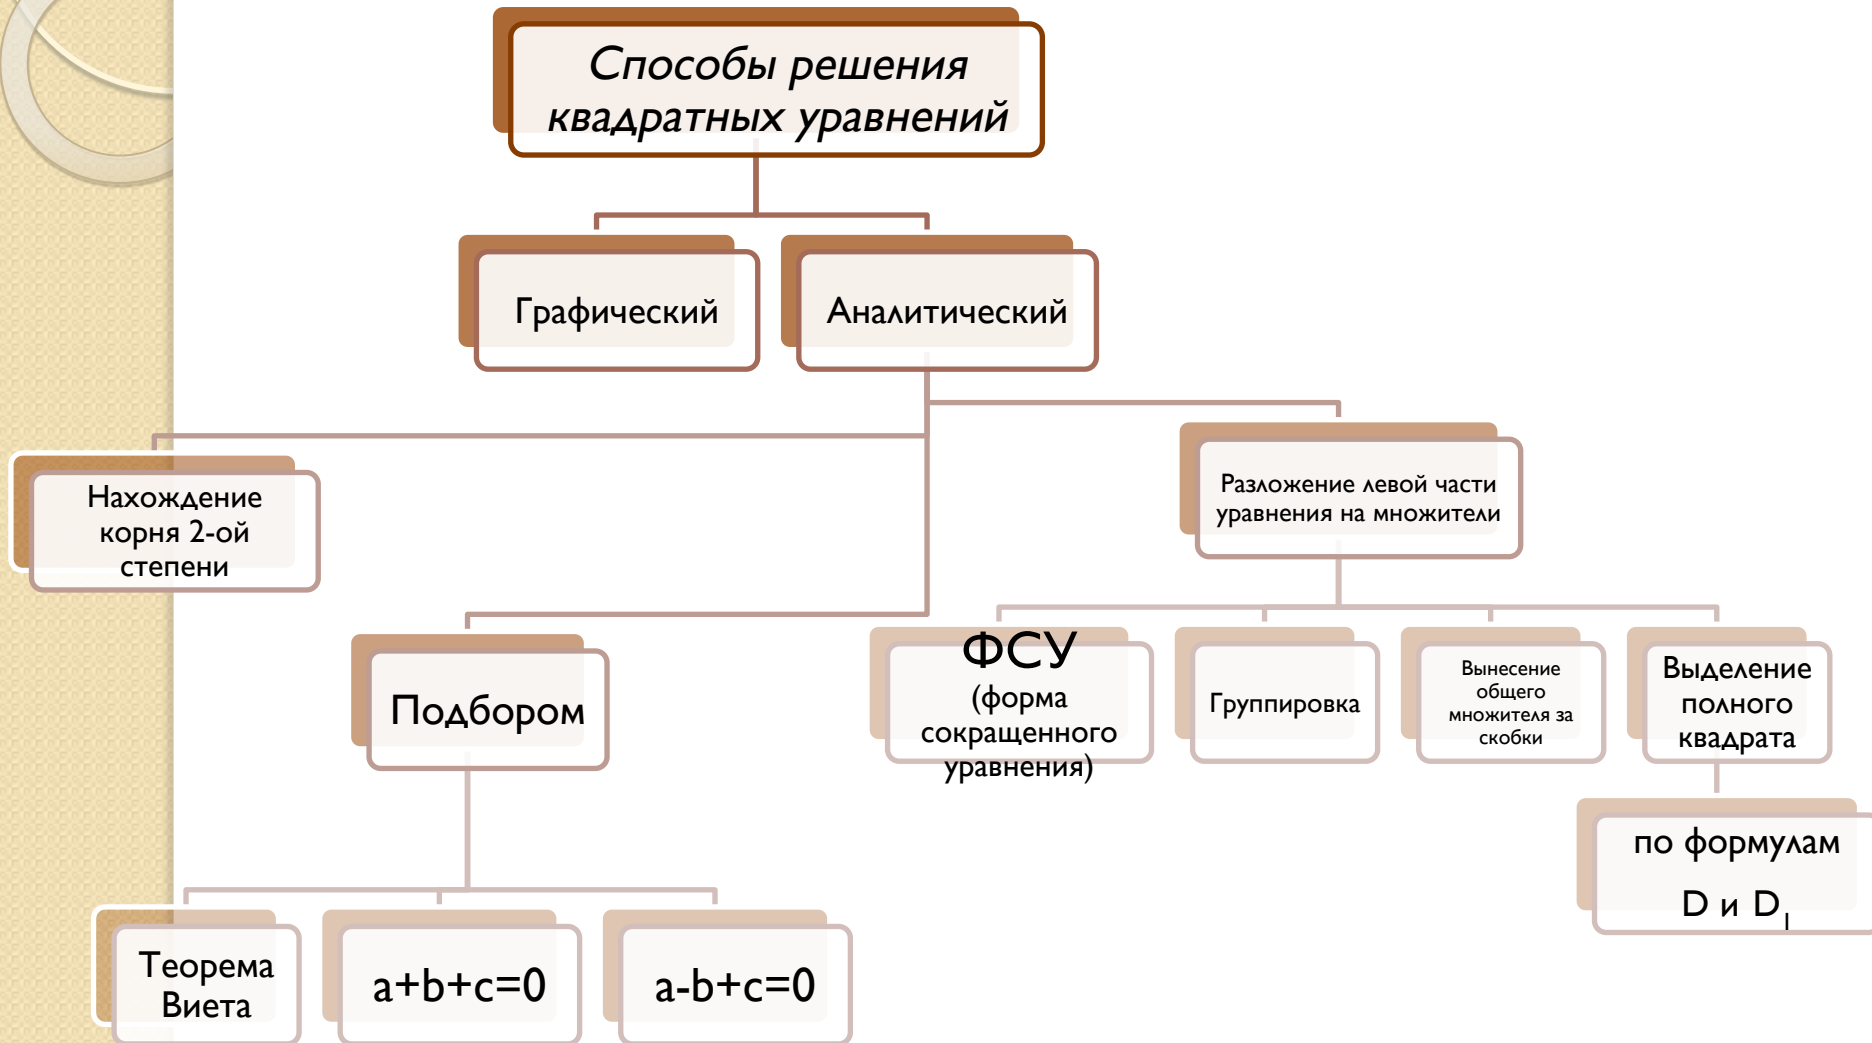 Способы решения
квадратных уравнений
Графический
Аналитический
Нахождение
корня 2-ой
степени
Разложение левой части
уравнения на множители
Подбором
ФСУ
(форма
сокращенного
уравнения)
Группировка
Вынесение
общего
множителя за
скобки
Выделение
полного
квадрата
по формулам
D и D₁
Теорема
Виета
a+b+c=0
a-b+c=0